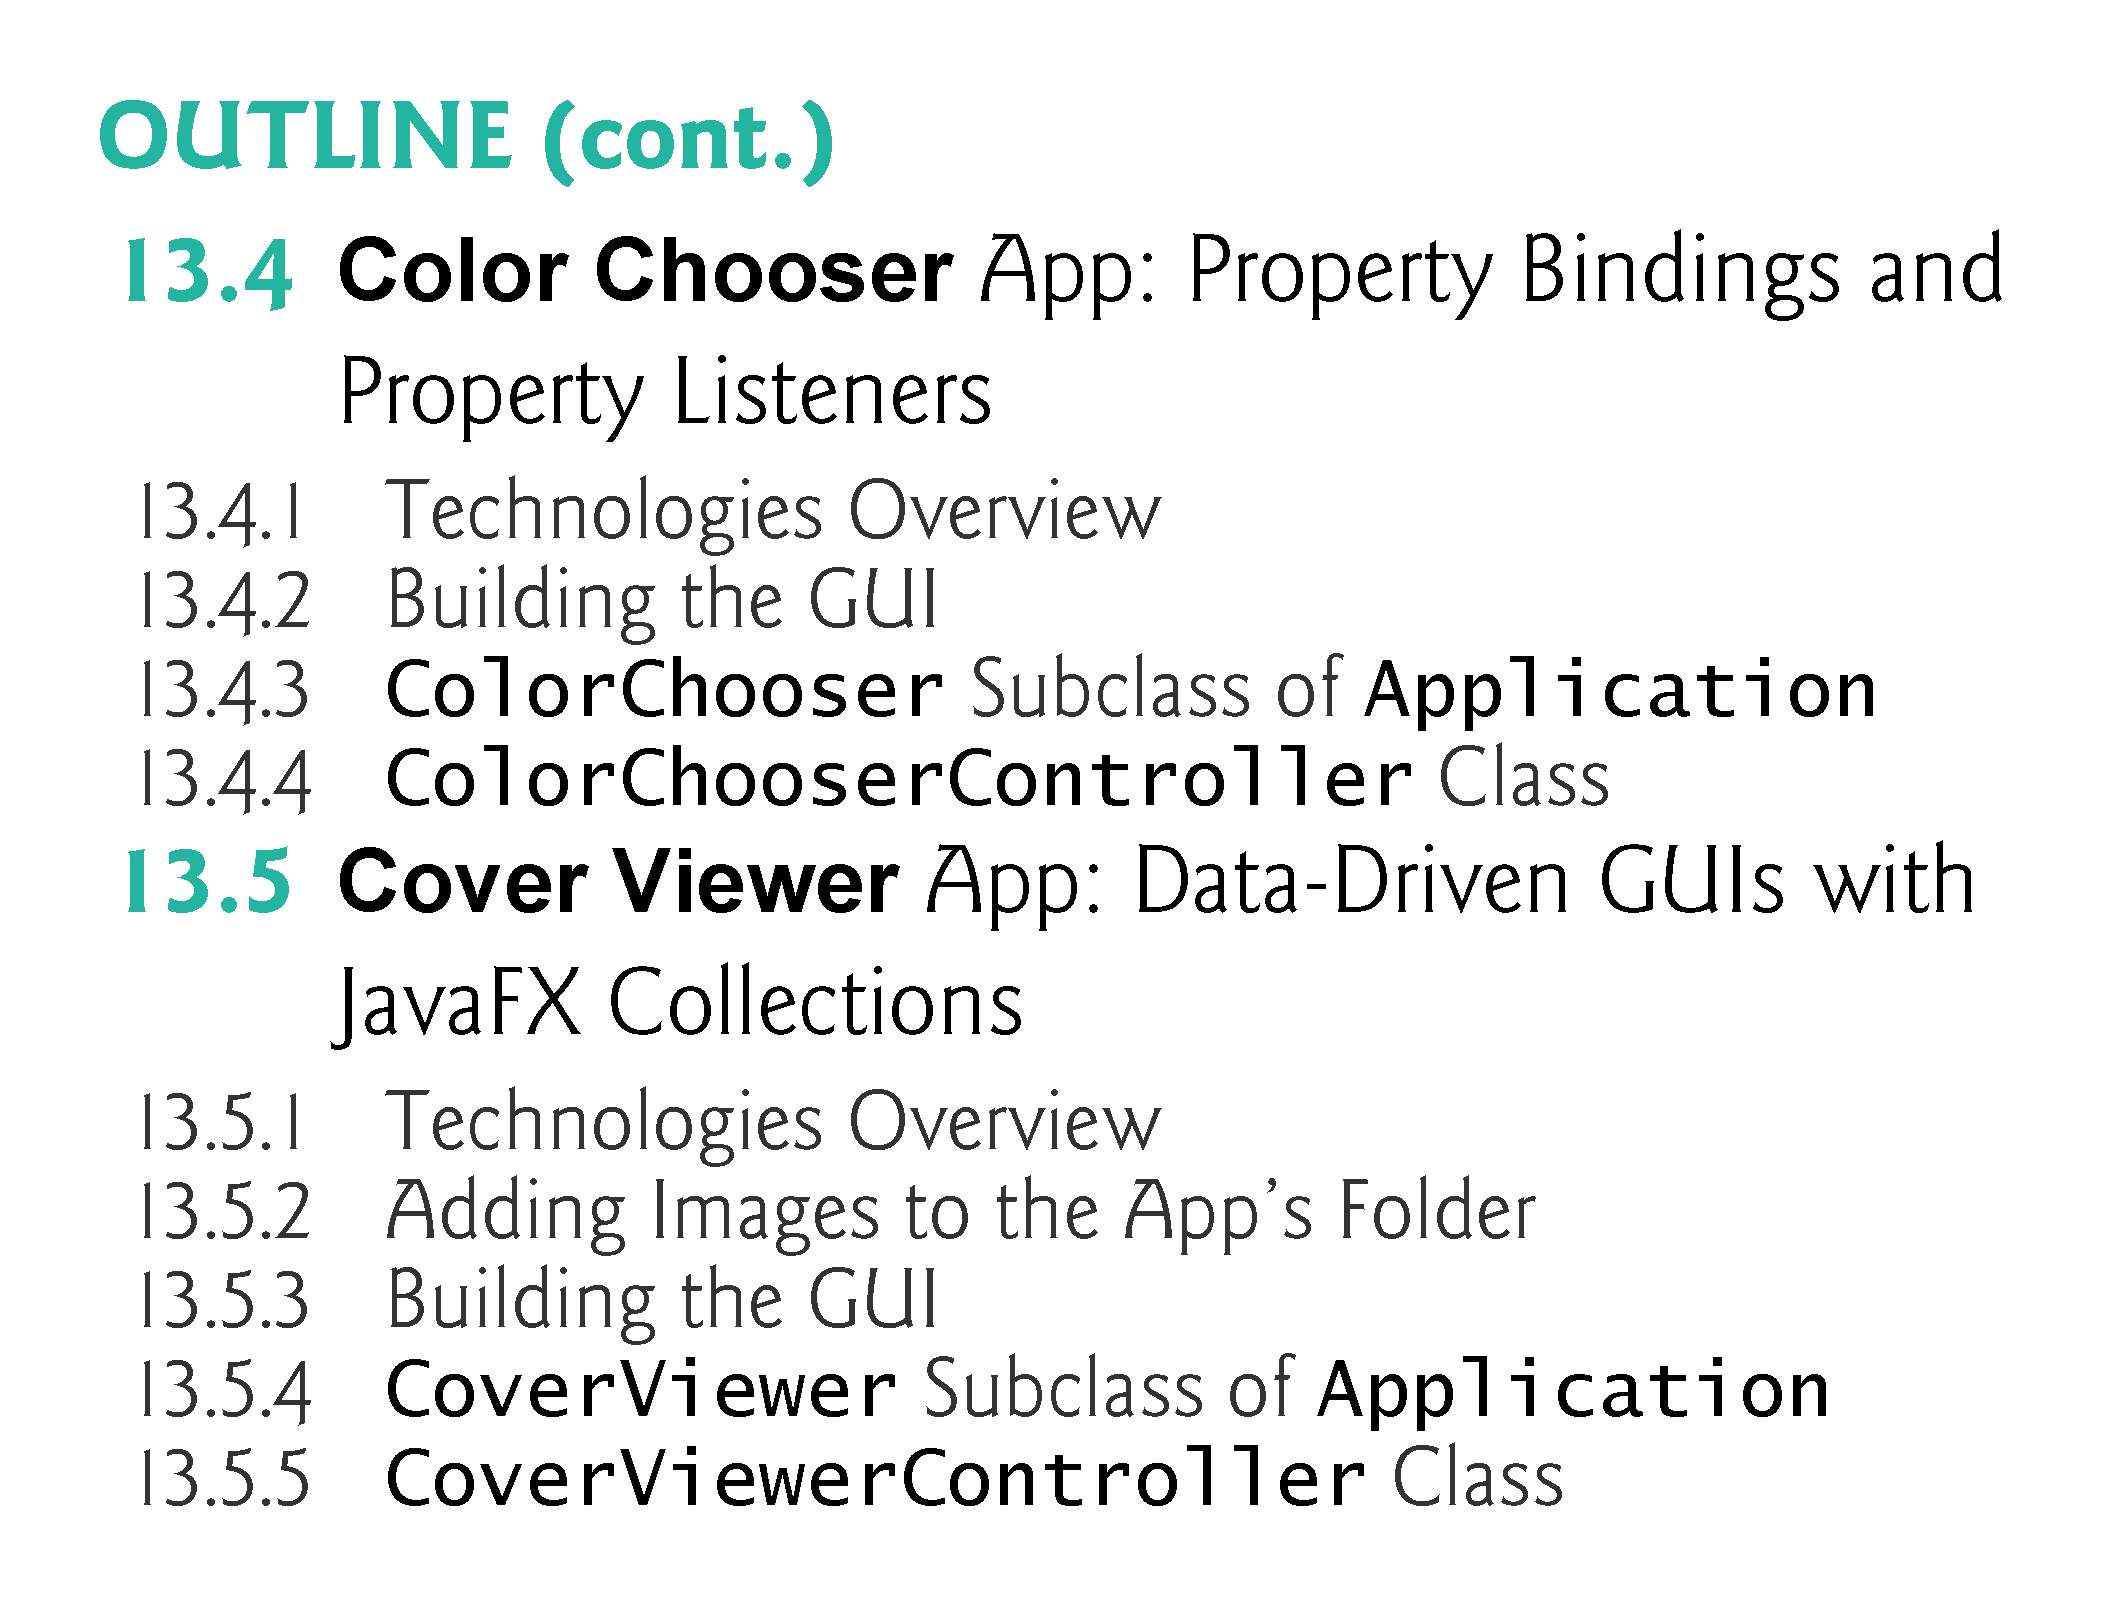 OUTLINE (cont.)
13.4 Color Chooser App: Property Bindings and
Property Listeners
13.4.1 Technologies Overview
13.4.2 Building the GUI
13.4.3 ColorChooser Subclass of Application
13.4.4 ColorChooserController Class
13.5 Cover Viewer App: Data-Driven GUIs with
JavaFX Collections
13.5.1 Technologies Overview
13.5.2 Adding Images to the App’s Folder
13.5.3 Building the GUI
13.5.4 CoverViewer Subclass of Application
13.5.5 CoverViewerController Class